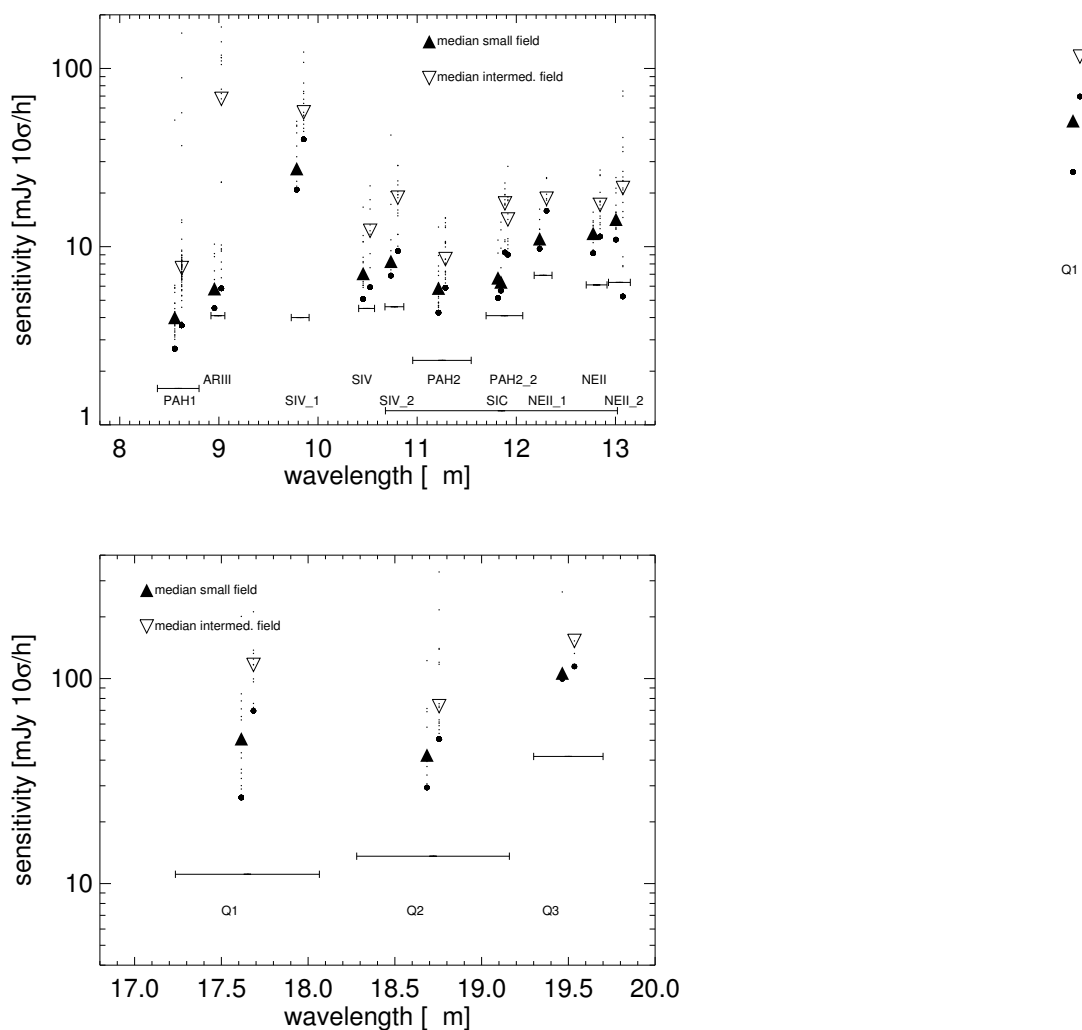 median small field
median intermed. field
100
10
1
sensitivity [mJy 10σ/h]
ARIII
SIV
PAH2
PAH2_2
NEII
PAH1
SIV_1
SIV_2
SIC
NEII_1
NEII_2
8
9
10
11
12
13
wavelength [ m]
Q1
median small field
median intermed. field
100
10
sensitivity [mJy 10σ/h]
Q1
Q2
Q3
17.0
17.5
18.0
18.5
19.0
19.5
20.0
wavelength [ m]